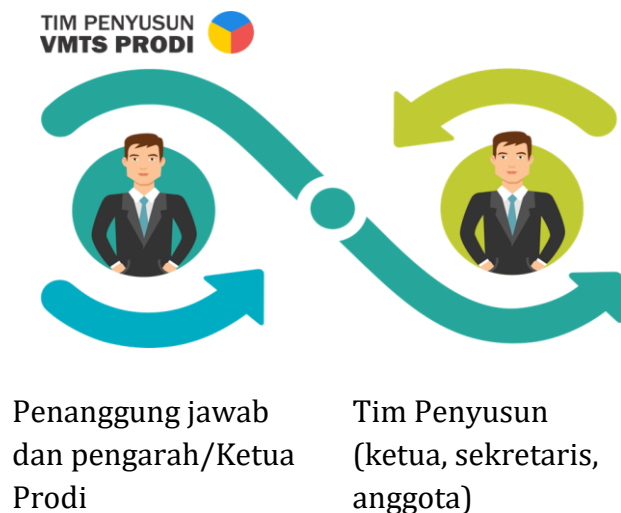 TIM PENYUSUN
VMTS PRODI
Penanggung jawab
dan pengarah/Ketua
Prodi
Tim Penyusun
(ketua, sekretaris,
anggota)